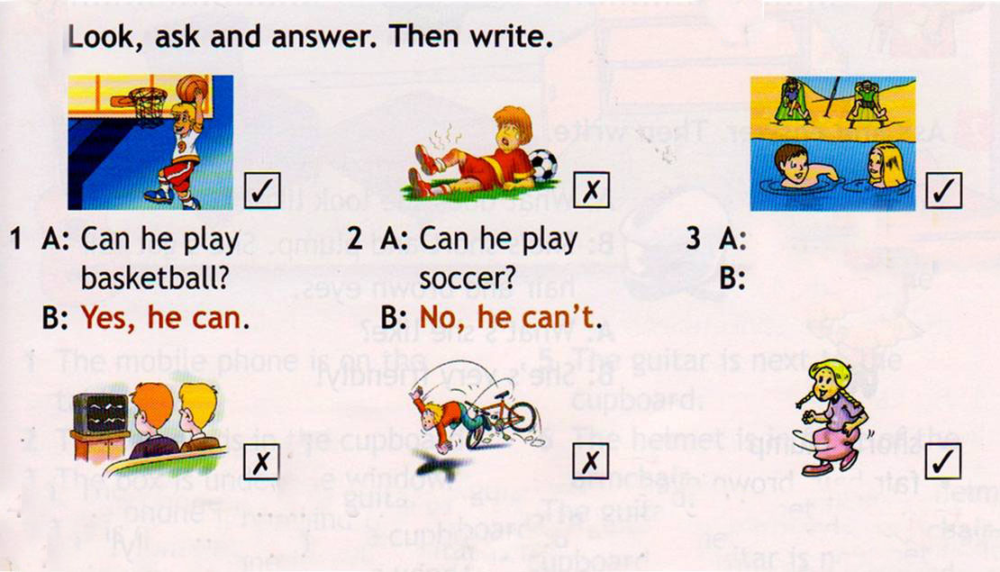 Look, ask and answer. Then write.
1 A: Can he play
basketball?
B: Yes, he can.
2 A: Can he play
soccer?
B: No, he can't.
3 A:
B: